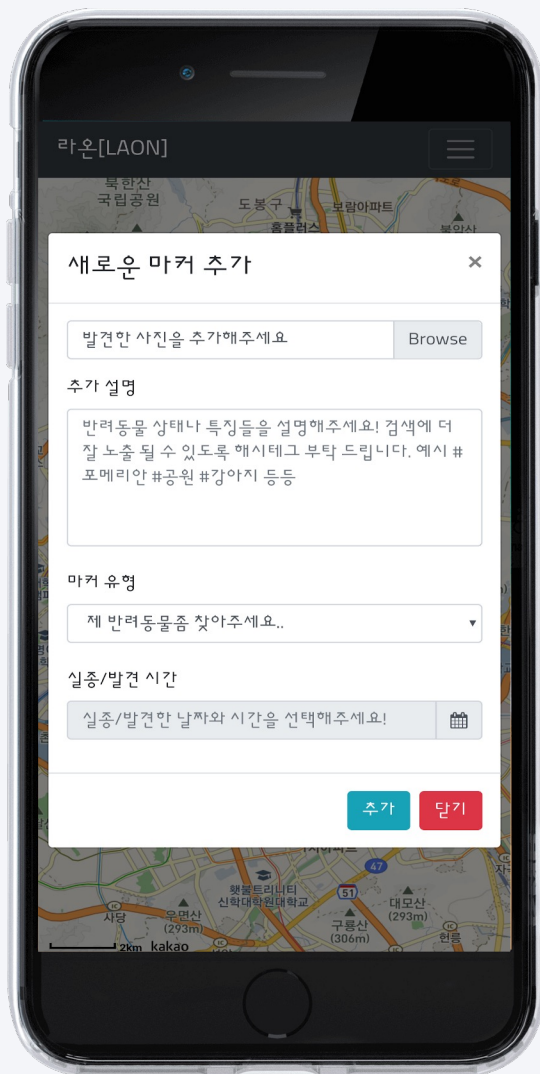 라온[LAON]
북한산
국립공원
도봉구
보람아파트
홈플러스
불암산
새로운 마커 추가
×
발견한 사진을 추가해주세요
Browse
추가 설명
반려동물 상태나 특징들을 설명해주세요! 검색에 더
잘 노출 될 수 있도록 해시테그 부탁 드립니다. 예시 #
포메리안 #공원 #강아지 등등
마커 유형
제 반려동물좀 찾아주세요..
실종/발견 시간
실종/발견한 날짜와 시간을 선택해주세요!
추가
닫기
47
횃불트리니티
신학대학원대학교
51
대모산
(293m)
사당
우면산
(293m)
구룡산
(306m)
헌릉
2km
kakao